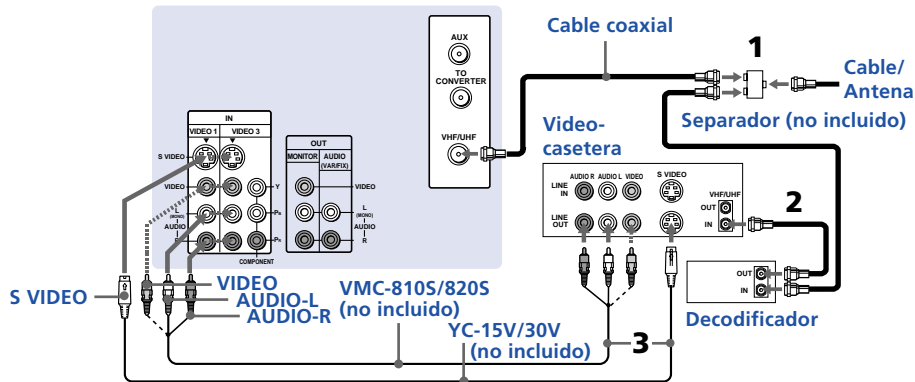 Cable coaxial
1
Cable/
Antena
Separador (no incluido)
AUX
TO
CONVERTER
VHF/UHF
IN
VIDEO 1
VIDEO 3
S VIDEO
VIDEO
L
(MONO)
AUDIO
R
Y
PB
PR
COMPONENT
OUT
MONITOR
AUDIO
(VAR/FIX)
VIDEO
L
(MONO)
AUDIO
R
Video-
casetera
AUDIO R
AUDIO L
VIDEO
S VIDEO
LINE
IN
LINE
OUT
VHF/UHF
OUT
IN
2
OUT
IN
Decodificador
S VIDEO
VIDEO
AUDIO-L
AUDIO-R
VMC-810S/820S
(no incluido)
YC-15V/30V
(no incluido)
3